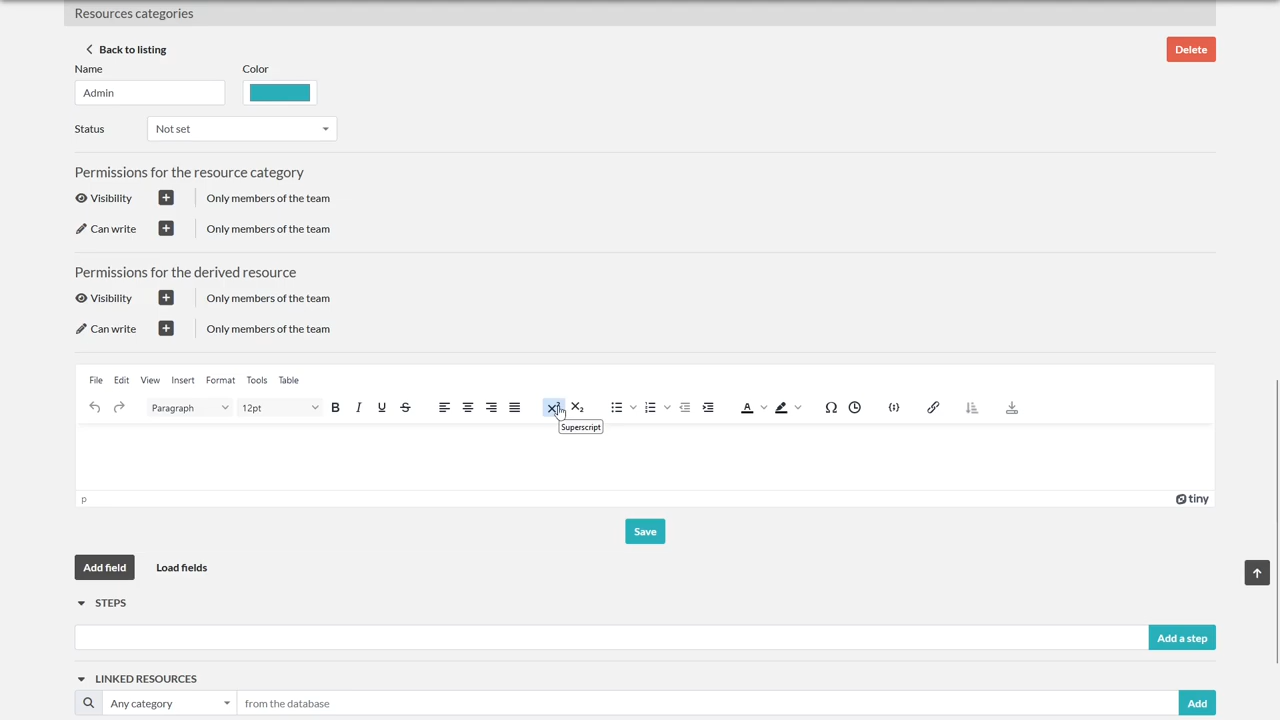 Resources categories
Back to listing
Delete
Name
Color
Admin
Status
Not set
Permissions for the resource category
Visibility
Only members of the team
Can write
Only members of the team
Permissions for the derived resource
Visibility
Only members of the team
Can write
Only members of the team
File Edit View Insert Format Tools Table
Paragraph 12pt B I U S X² X₂ A Ω
Superscript
p
tiny
Save
Add field
Load fields
STEPS
Add a step
LINKED RESOURCES
Any category
from the database
Add